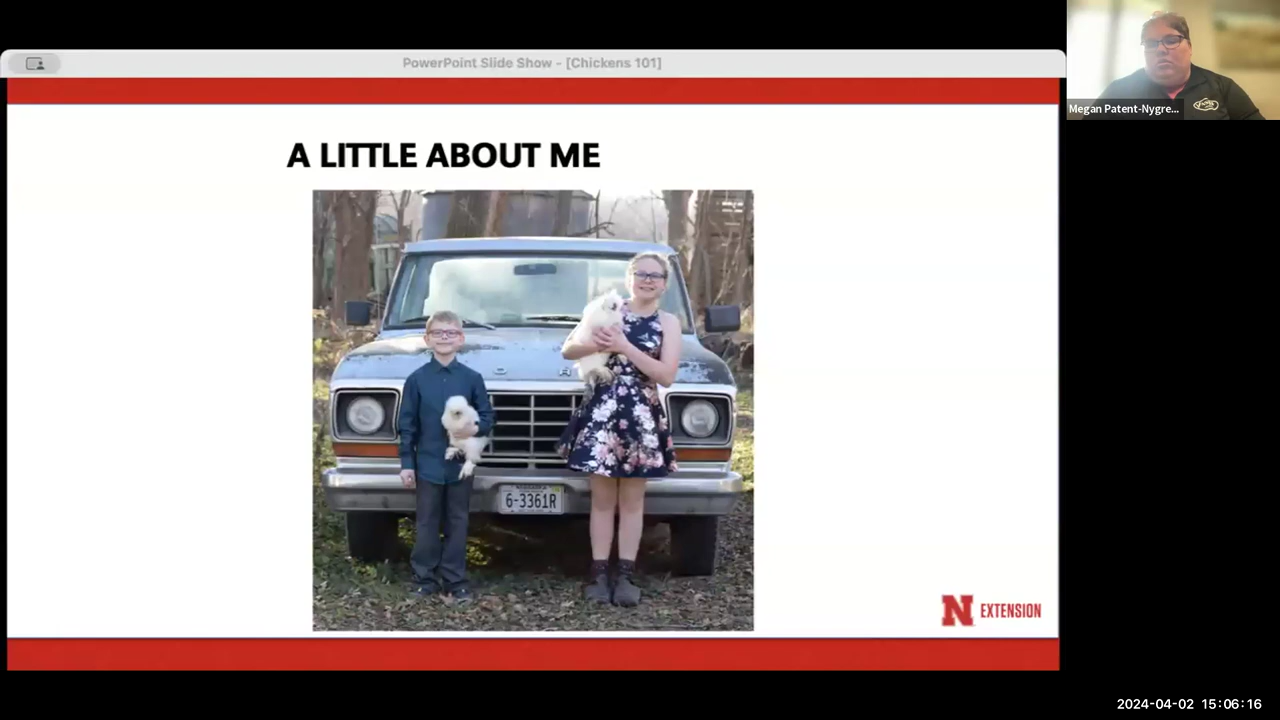 PowerPoint Slide Show - [Chickens 101]
Megan Patent-Nygre...
A LITTLE ABOUT ME
6-3361R
N EXTENSION
2024-04-02 15:06:16